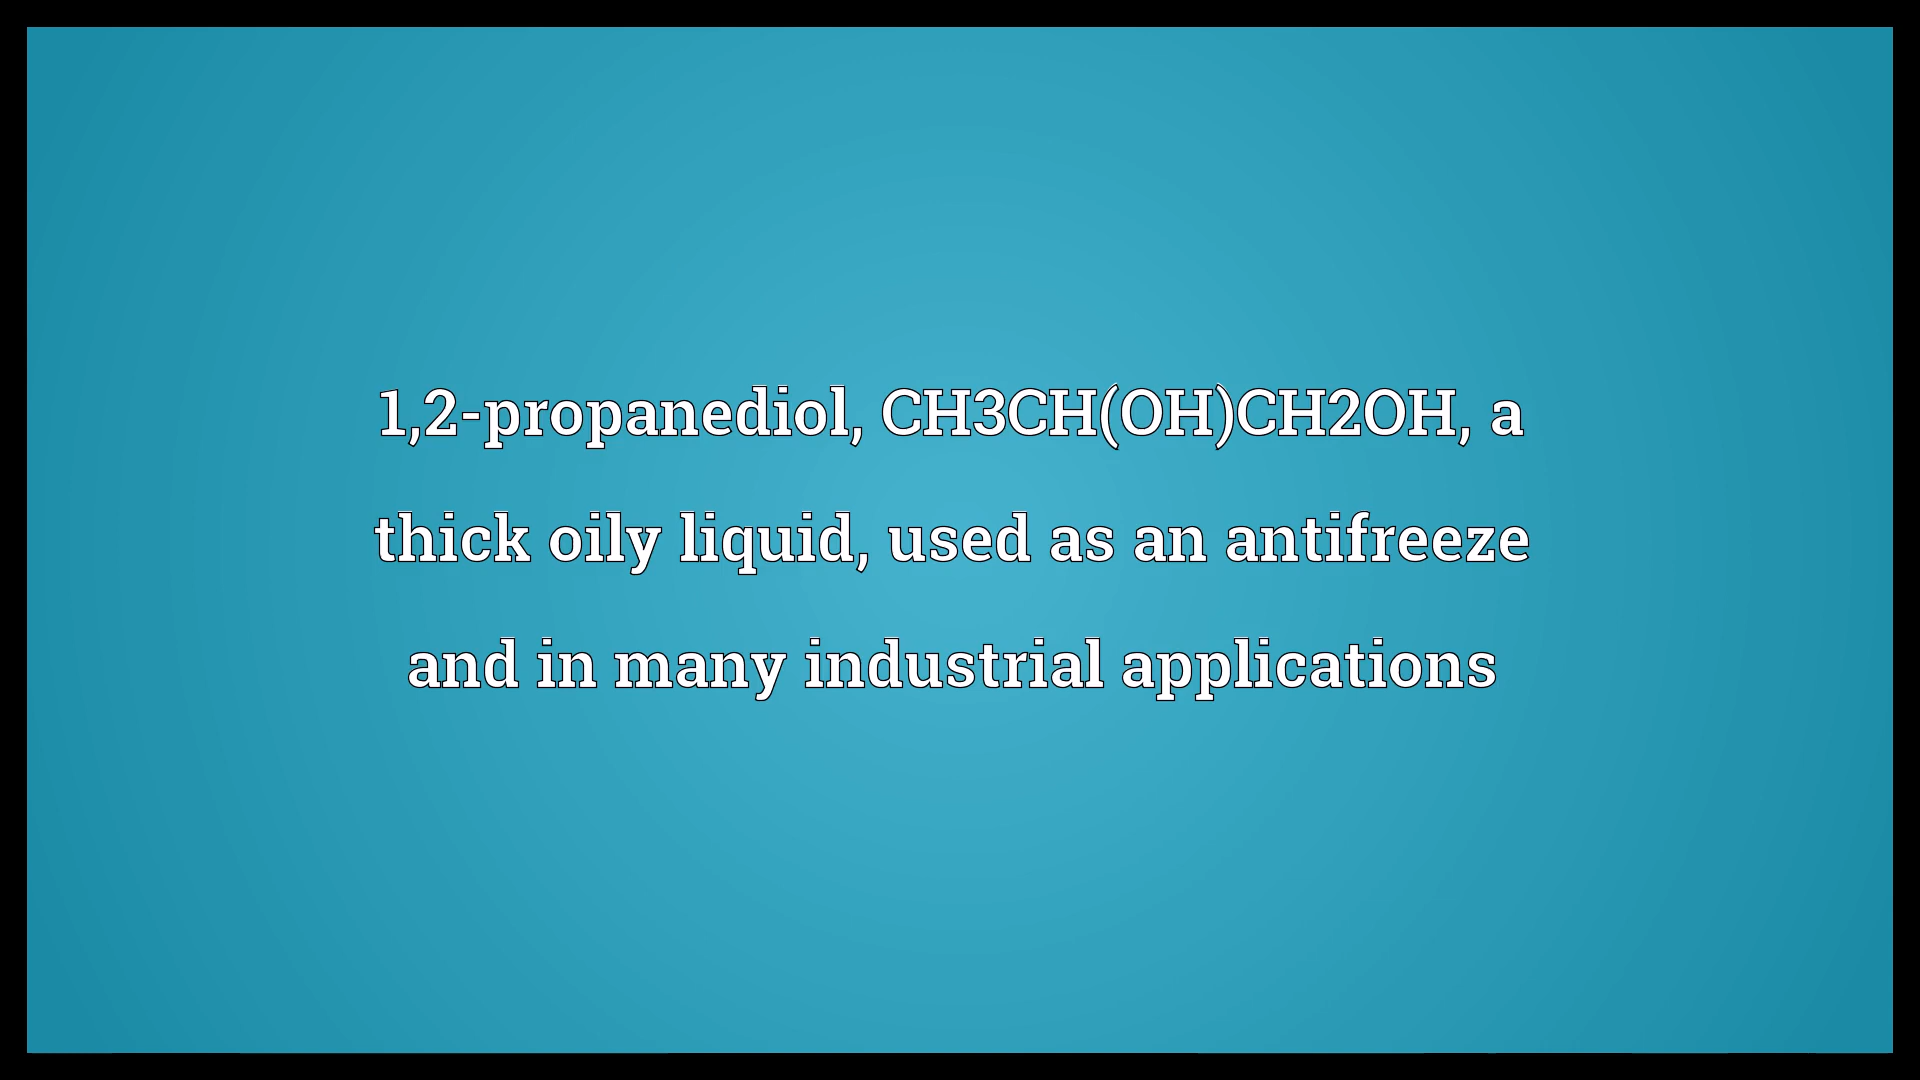 1,2-propanediol, CH3CH(OH)CH2OH, a
thick oily liquid, used as an antifreeze
and in many industrial applications